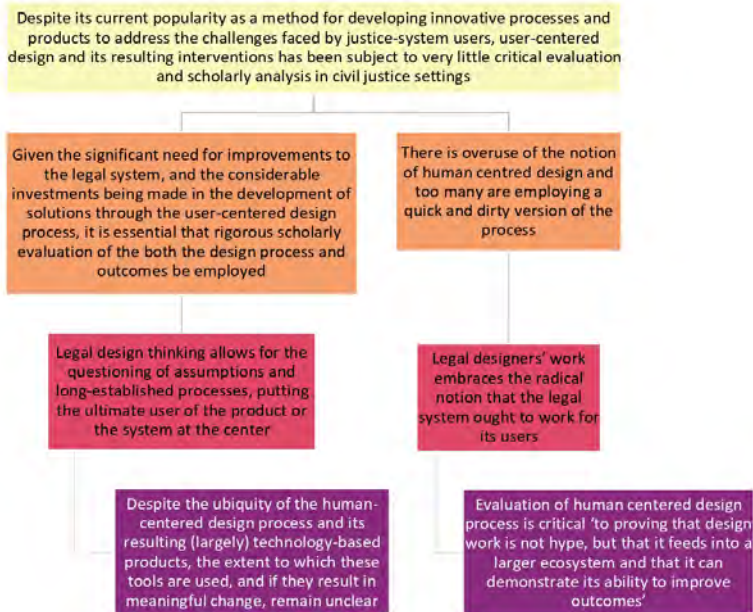 Despite its current popularity as a method for developing innovative processes and
products to address the challenges faced by justice-system users, user-centered
design and its resulting interventions has been subject to very little critical evaluation
and scholarly analysis in civil justice settings
Given the significant need for improvements to
the legal system, and the considerable
investments being made in the development of
solutions through the user-centered design
process, it is essential that rigorous scholarly
evaluation of the both the design process and
outcomes be employed
There is overuse of the notion
of human centred design and
too many are employing a
quick and dirty version of the
process
Legal design thinking allows for the
questioning of assumptions and
long-established processes, putting
the ultimate user of the product or
the system at the center
Legal designers' work
embraces the radical
notion that the legal
system ought to work for
its users
Despite the ubiquity of the human-
centered design process and its
resulting (largely) technology-based
products, the extent to which these
tools are used, and if they result in
meaningful change, remain unclear
Evaluation of human centered design
process is critical 'to proving that design
work is not hype, but that it feeds into a
larger ecosystem and that it can
demonstrate its ability to improve
outcomes'